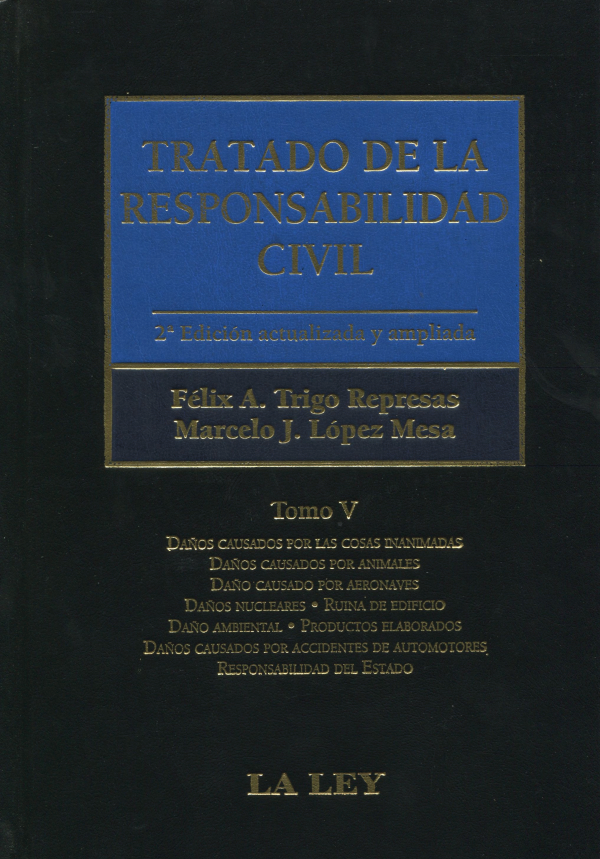 TRATADO DE LA
RESPONSABILIDAD
CIVIL
2ª Edición actualizada y ampliada
Félix A. Trigo Represas
Marcelo J. López Mesa
Tomo V
DAÑOS CAUSADOS POR LAS COSAS INANIMADAS
DAÑOS CAUSADOS POR ANIMALES
DAÑO CAUSADO POR AERONAVES
DAÑOS NUCLEARES • RUINA DE EDIFICIO
DAÑO AMBIENTAL • PRODUCTOS ELABORADOS
DAÑOS CAUSADOS POR ACCIDENTES DE AUTOMOTORES
RESPONSABILIDAD DEL ESTADO
LA LEY